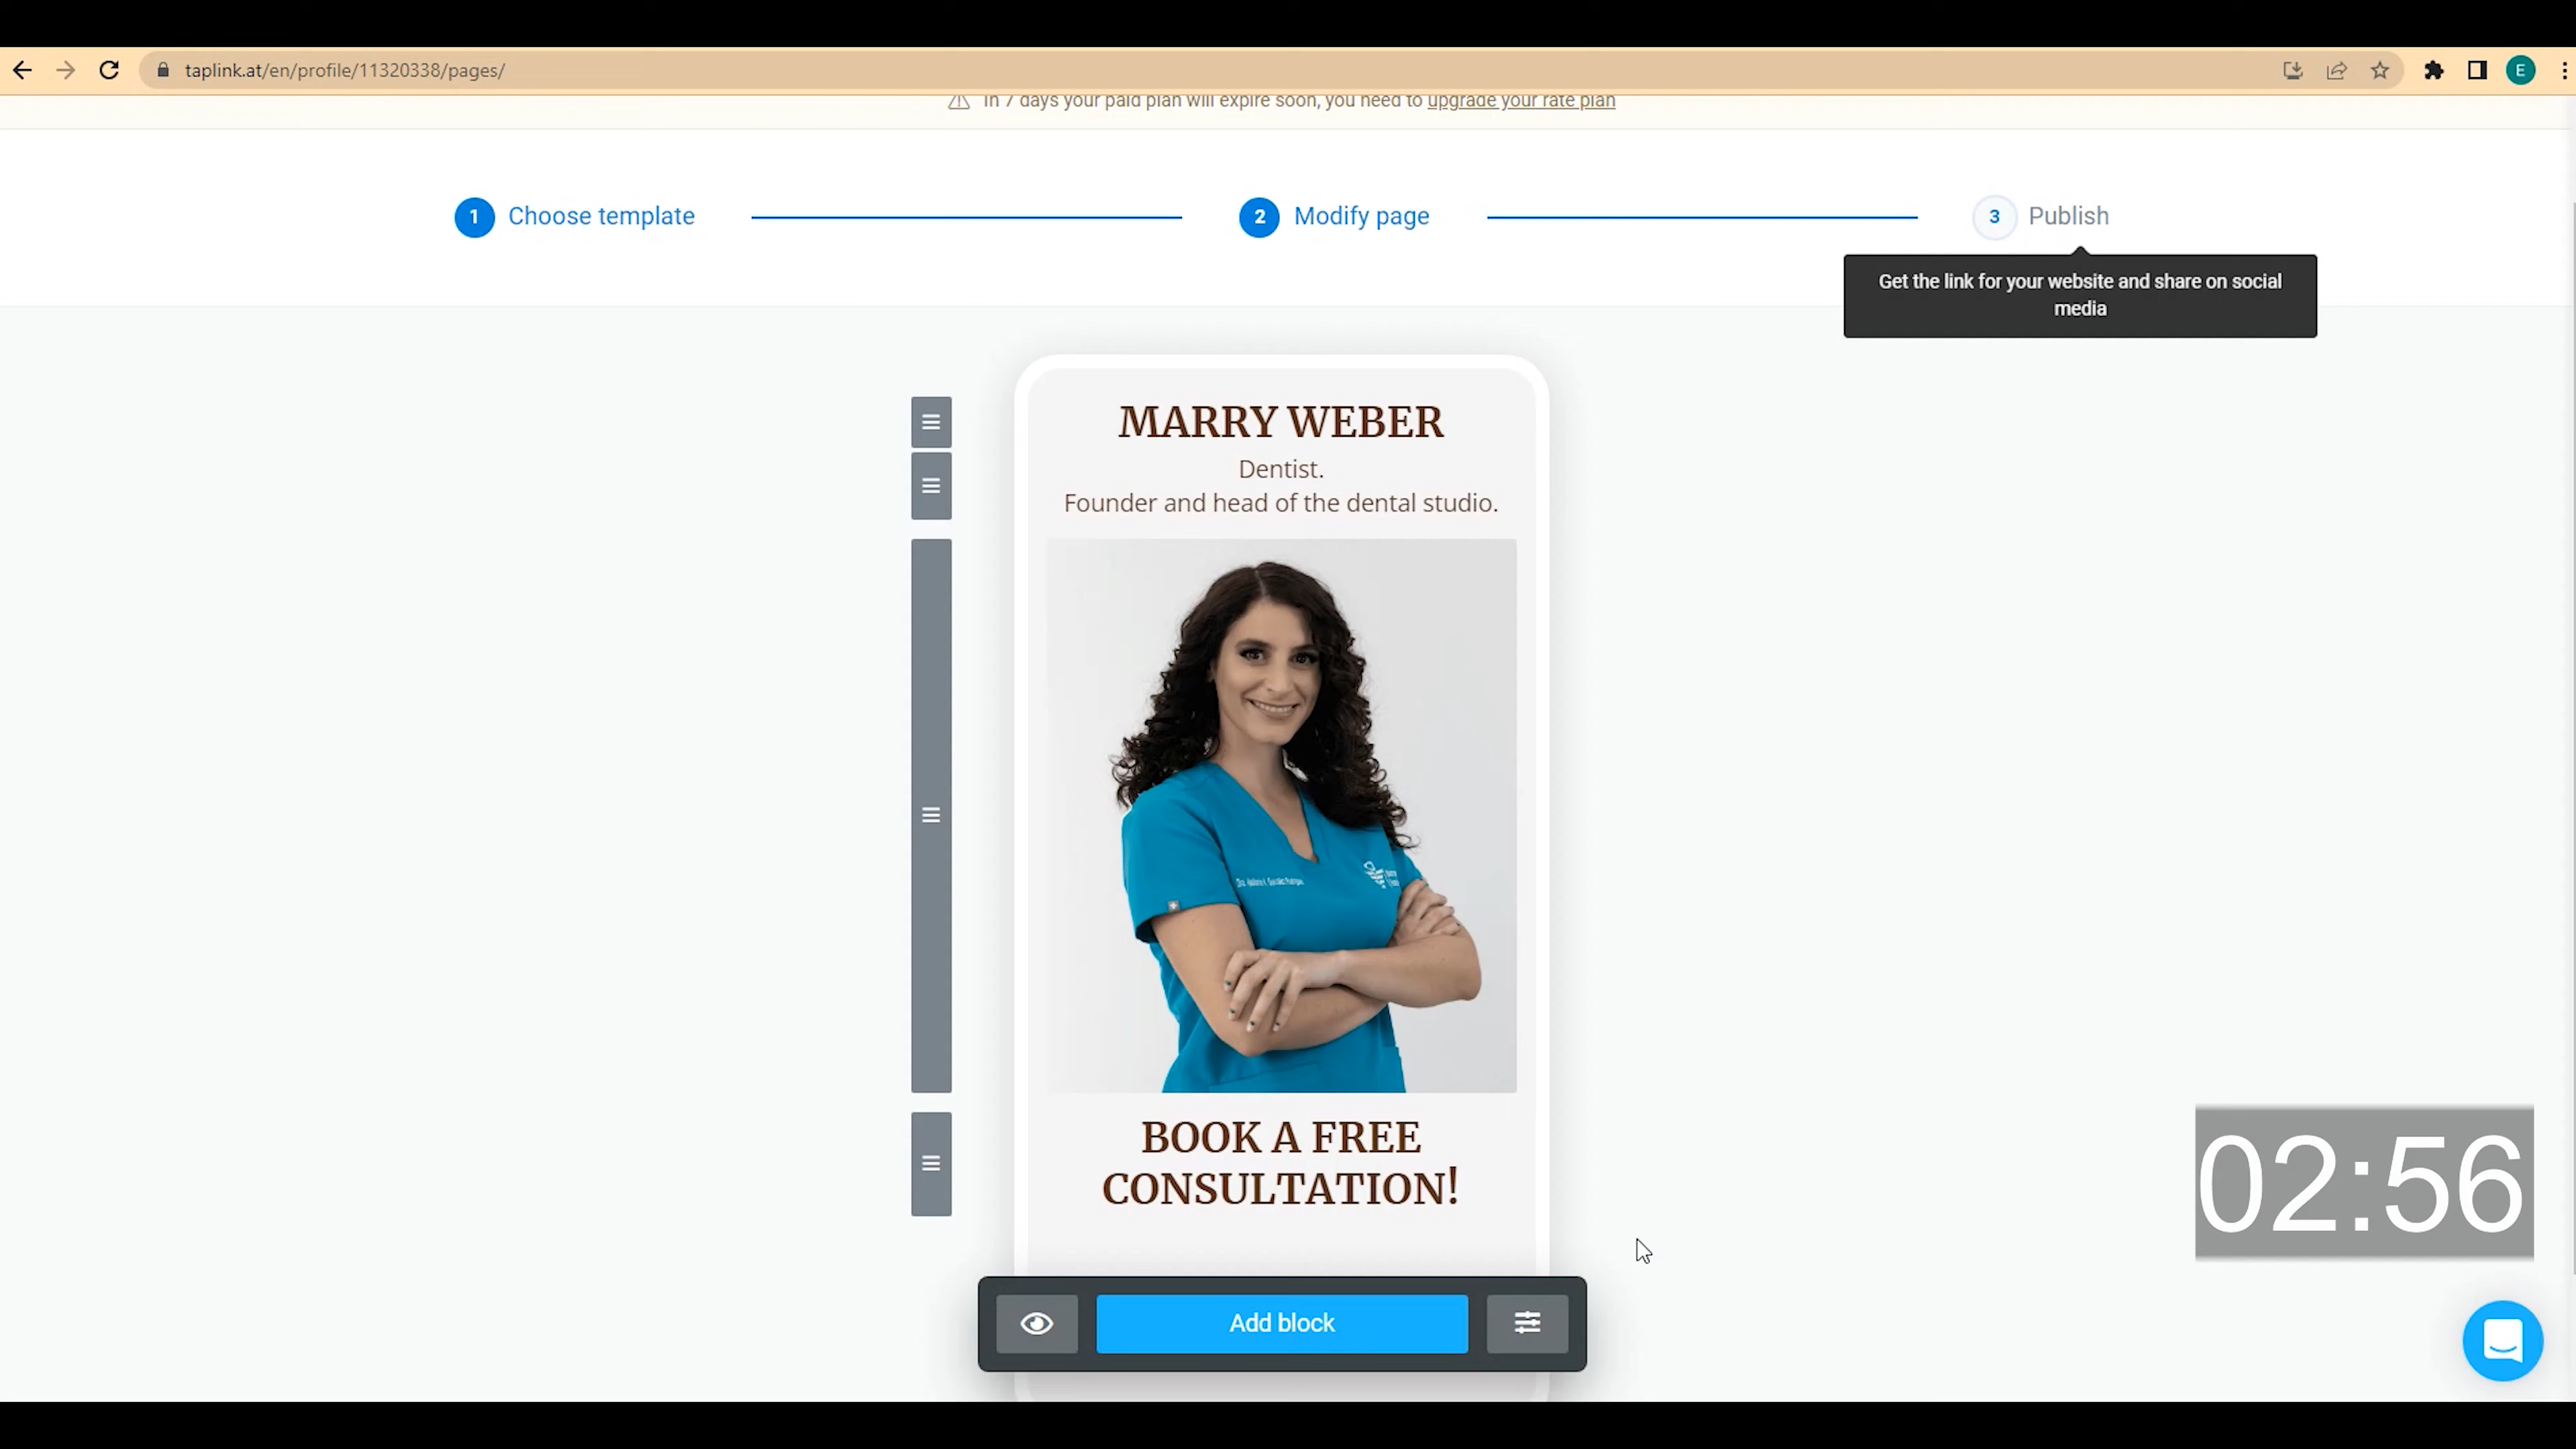 taplink.at/en/profile/11320338/pages/
E
In 7 days your paid plan will expire soon, you need to upgrade your rate plan
1 Choose template
2 Modify page
3 Publish
Get the link for your website and share on social
media
MARRY WEBER
Dentist.
Founder and head of the dental studio.
BOOK A FREE
CONSULTATION!
02:56
Add block